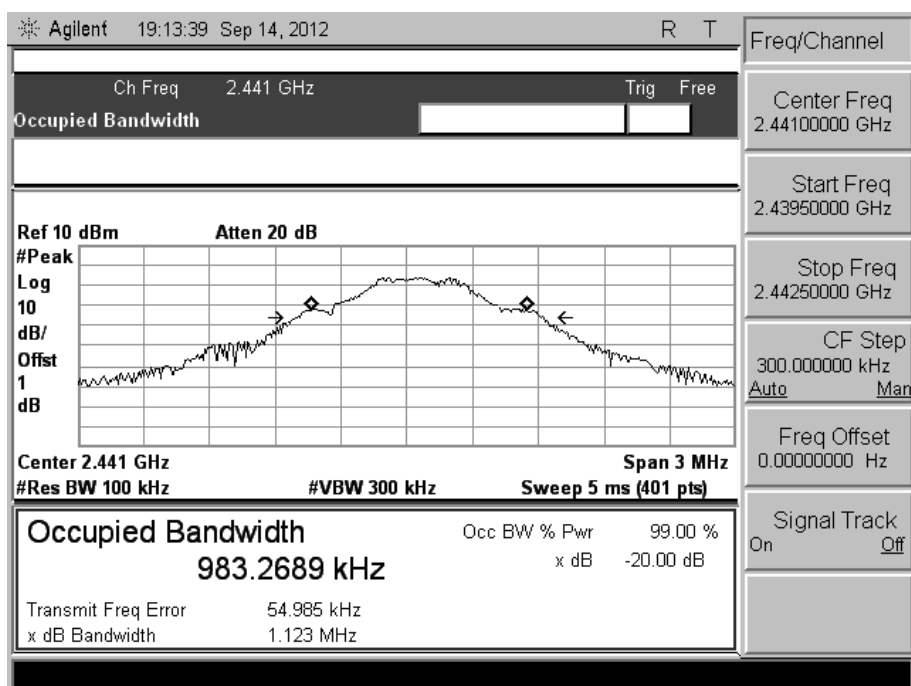 Agilent 19:13:39 Sep 14, 2012 R T
Freq/Channel
Ch Freq 2.441 GHz Trig Free
Occupied Bandwidth
Center Freq
2.44100000 GHz
Start Freq
2.43950000 GHz
Stop Freq
2.44250000 GHz
CF Step
300.000000 kHz
Auto Man
Freq Offset
0.00000000 Hz
Signal Track
On Off
Ref 10 dBm Atten 20 dB
#Peak
Log
10
dB/
Offst
1
dB
Center 2.441 GHz Span 3 MHz
#Res BW 100 kHz #VBW 300 kHz Sweep 5 ms (401 pts)
Occupied Bandwidth
983.2689 kHz
Occ BW % Pwr 99.00 %
x dB -20.00 dB
Transmit Freq Error 54.985 kHz
x dB Bandwidth 1.123 MHz